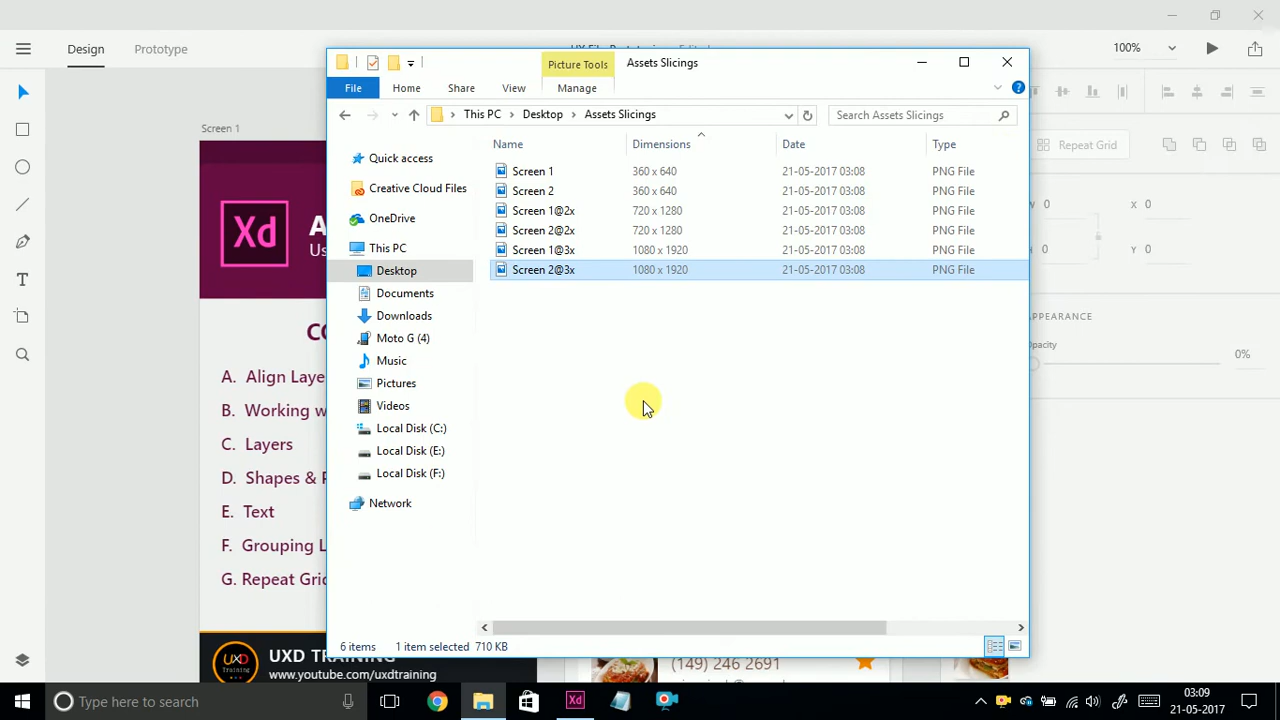 Design Prototype
100%
Picture Tools Assets Slicings
File Home Share View Manage
This PC Desktop Assets Slicings
Search Assets Slicings
Repeat Grid
W 0 X 0
H 0 Y 0
APPEARANCE
Opacity
0%
Name Dimensions Date Type
Screen 1 360 x 640 21-05-2017 03:08 PNG File
Screen 2 360 x 640 21-05-2017 03:08 PNG File
Screen 1@2x 720 x 1280 21-05-2017 03:08 PNG File
Screen 2@2x 720 x 1280 21-05-2017 03:08 PNG File
Screen 1@3x 1080 x 1920 21-05-2017 03:08 PNG File
Screen 2@3x 1080 x 1920 21-05-2017 03:08 PNG File
Quick access
Creative Cloud Files
OneDrive
This PC
Desktop
Documents
Downloads
Moto G (4)
Music
Pictures
Videos
Local Disk (C:)
Local Disk (E:)
Local Disk (F:)
Network
6 items 1 item selected 710 KB
Screen 1
Xd
A
Us
CO
A. Align Laye
B. Working w
C. Layers
D. Shapes &
E. Text
F. Grouping L
G. Repeat Grid
UXD
Training
UXD TRAINING
www.youtube.com/uxdtraining
(149) 246 2691
Type here to search
Xd
03:09
21-05-2017